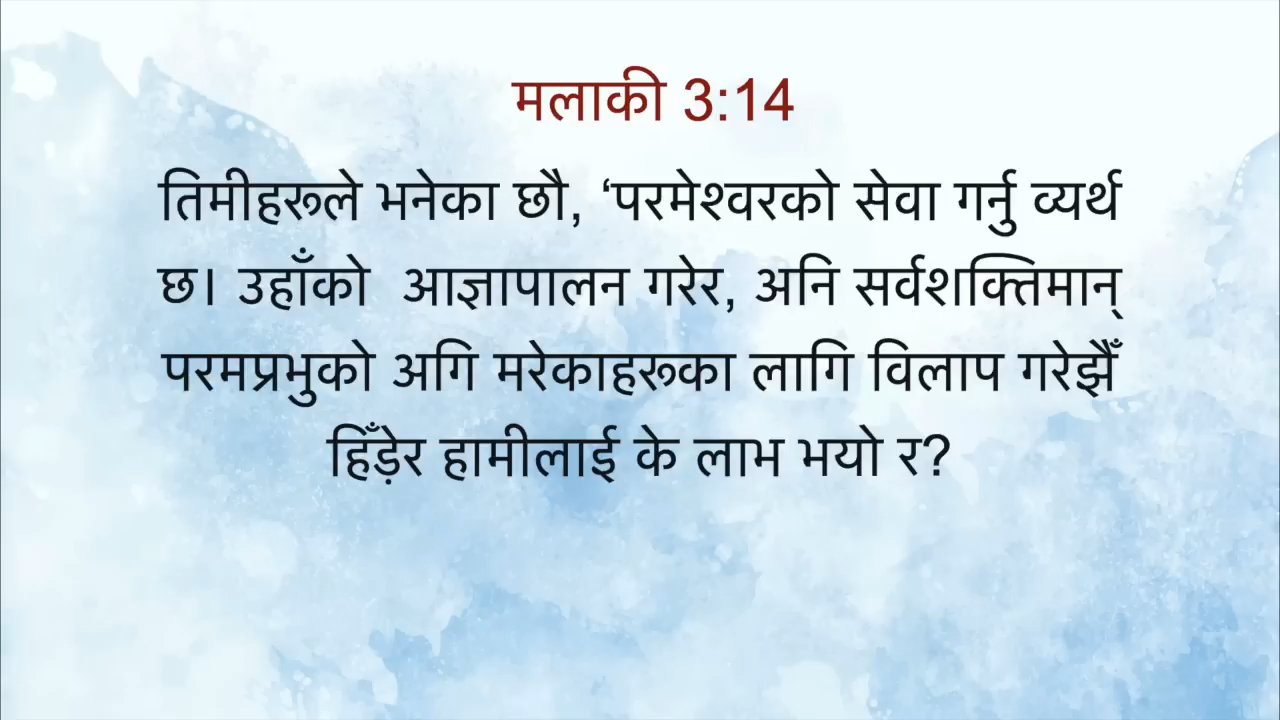 मलाकी 3:14
तिमीहरूले भनेका छौ, ‘परमेश्वरको सेवा गर्नु व्यर्थ
छ। उहाँको  आज्ञापालन गरेर, अनि सर्वशक्तिमान्
परमप्रभुको अगि मरेकाहरूका लागि विलाप गरेझैँ
हिँड़ेर हामीलाई के लाभ भयो र?